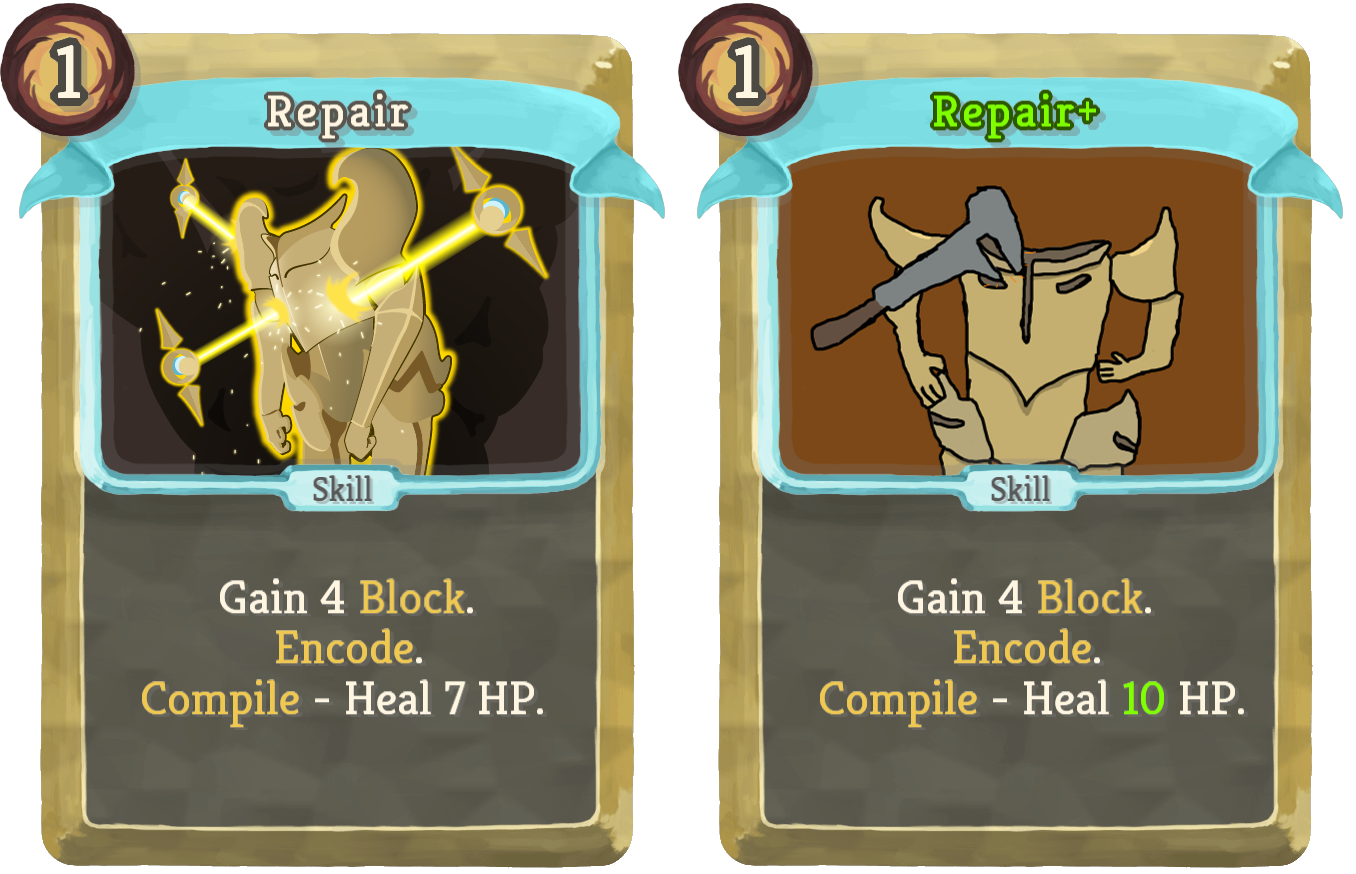 1
Repair
Skill
Gain 4 Block.
Encode.
Compile - Heal 7 HP.
1
Repair+
Skill
Gain 4 Block.
Encode.
Compile - Heal 10 HP.